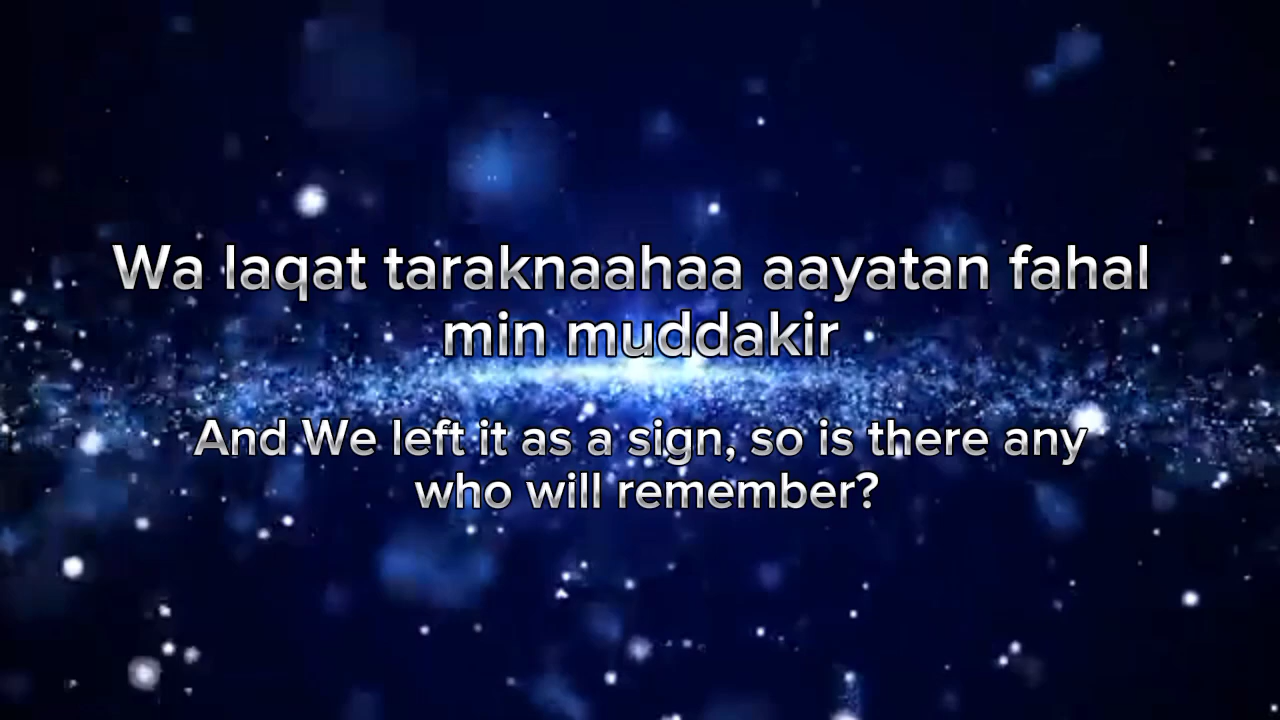 Wa laqat taraknaahaa aayatan fahal
min muddakir
And We left it as a sign, so is there any
who will remember?